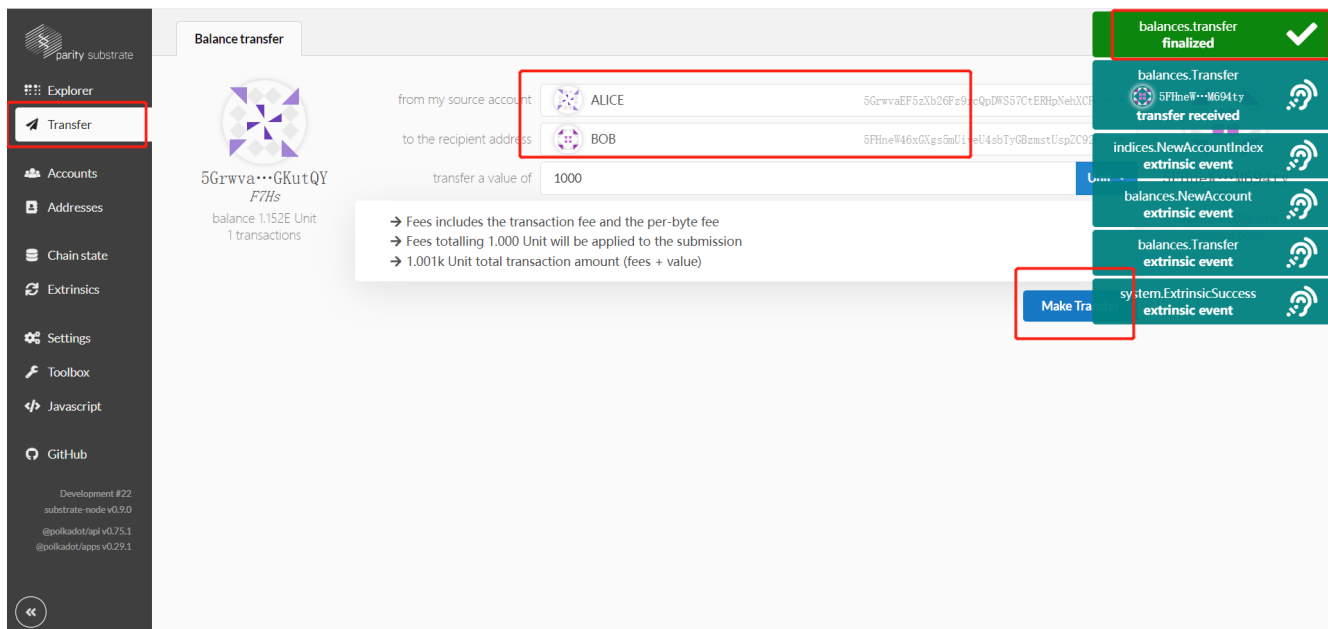 parity substrate
Explorer
Transfer
Accounts
Addresses
Chain state
Extrinsics
Settings
Toolbox
Javascript
GitHub
Development #22
substrate-node v0.9.0
@polkadot/api v0.75.1
@polkadot/apps v0.29.1
Balance transfer
5Grwva···GKutQY
F7Hs
balance 1.152E Unit
1 transactions
from my source account
ALICE
to the recipient address
BOB
transfer a value of
1000
→ Fees includes the transaction fee and the per-byte fee
→ Fees totalling 1.000 Unit will be applied to the submission
→ 1.001k Unit total transaction amount (fees + value)
Make
balances.transfer
finalized
balances.Transfer
5FHneW···M694ty
transfer received
indices.NewAccountIndex
extrinsic event
balances.NewAccount
extrinsic event
balances.Transfer
extrinsic event
system.ExtrinsicSuccess
extrinsic event